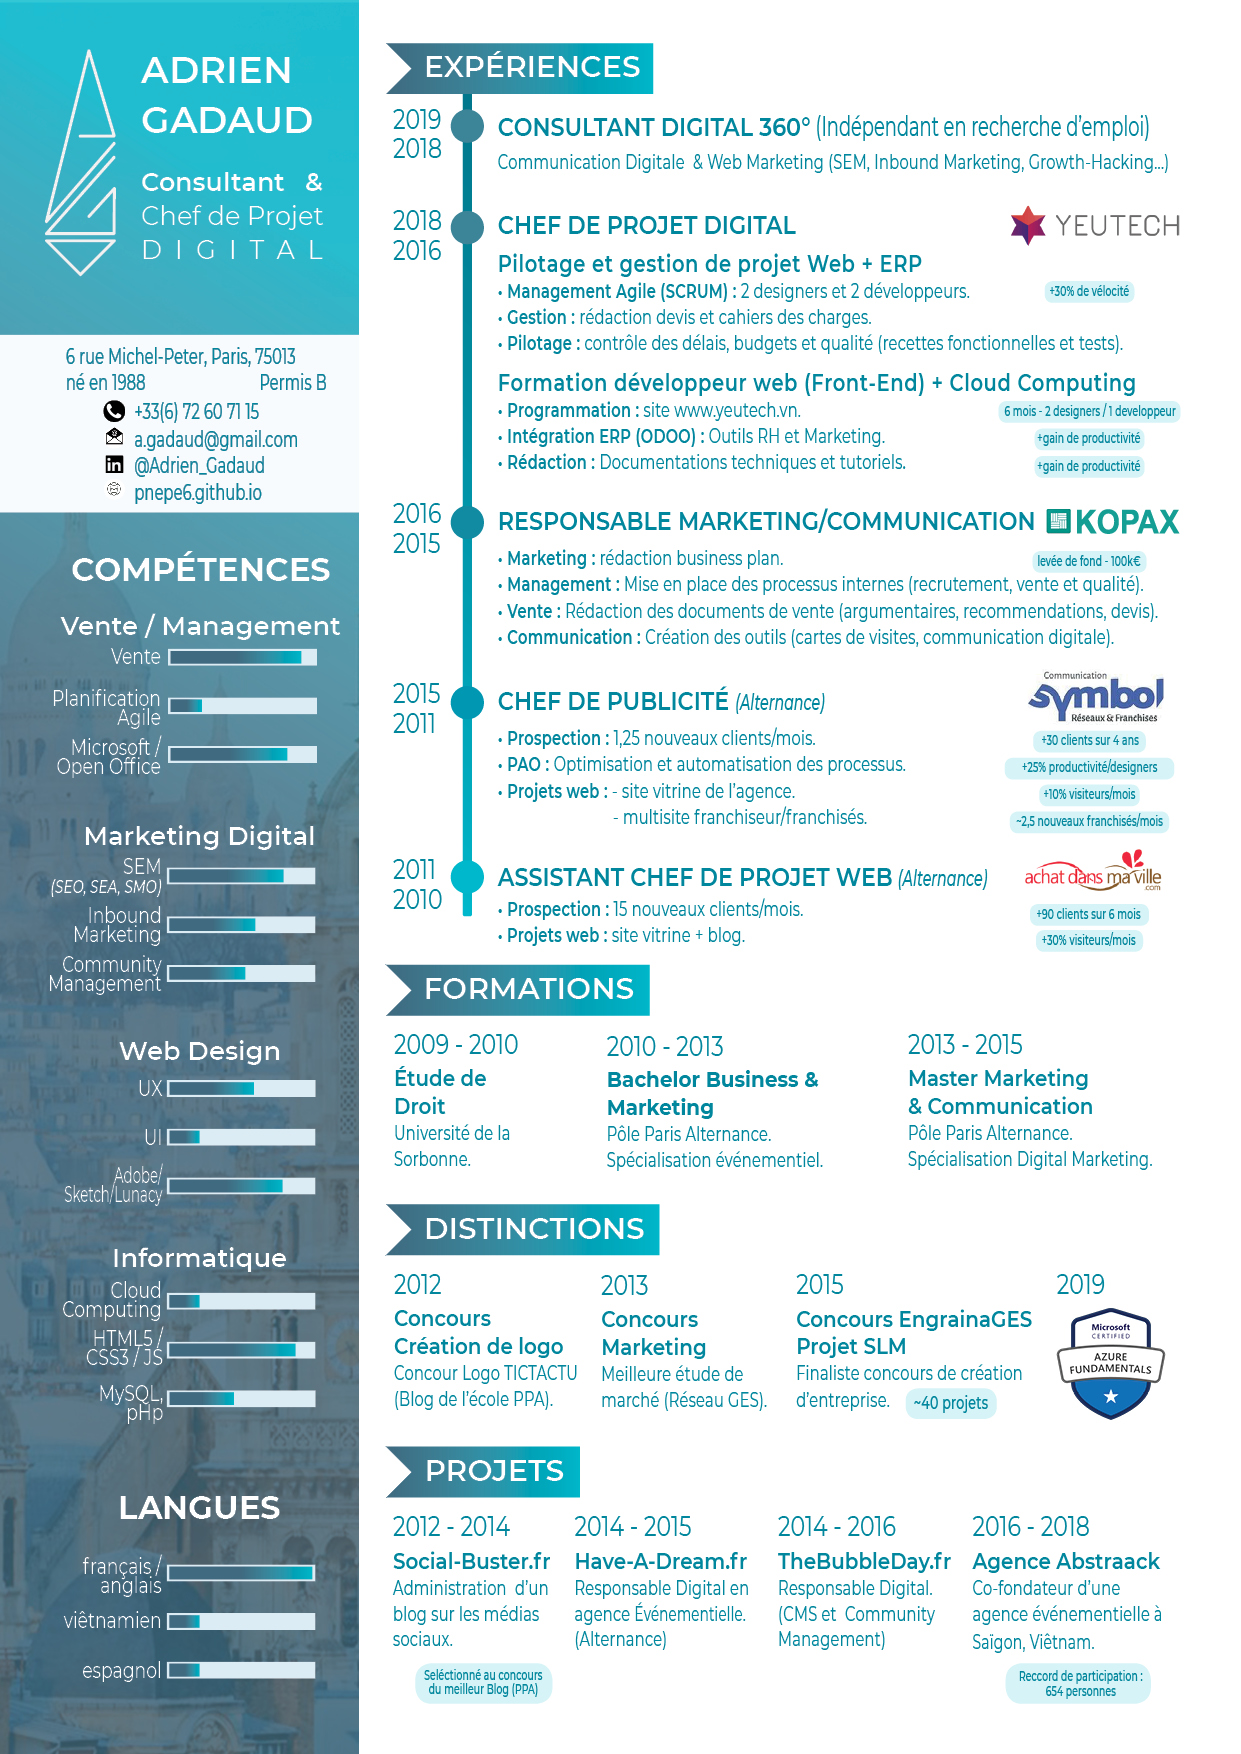 ADRIEN
GADAUD
Consultant &
Chef de Projet
DIGITAL
6 rue Michel-Peter, Paris, 75013
né en 1988 Permis B
+33(6) 72 60 71 15
a.gadaud@gmail.com
in @Adrien_Gadaud
pnepe6.github.io
COMPÉTENCES
Vente / Management
Vente
Planification
Agile
Microsoft /
Open Office
Marketing Digital
SEM
(SEO, SEA, SMO)
Inbound
Marketing
Community
Management
Web Design
UX
UI
Adobe/
Sketch/Lunacy
Informatique
Cloud
Computing
HTML5 /
CSS3 / JS
MySQL,
pHp
LANGUES
français /
anglais
viêtnamien
espagnol
EXPÉRIENCES
2019
2018
CONSULTANT DIGITAL 360° (Indépendant en recherche d'emploi)
Communication Digitale & Web Marketing (SEM, Inbound Marketing, Growth-Hacking...)
2018
2016
CHEF DE PROJET DIGITAL
YEUTECH
Pilotage et gestion de projet Web + ERP
• Management Agile (SCRUM) : 2 designers et 2 développeurs.
+30% de vélocité
• Gestion : rédaction devis et cahiers des charges.
• Pilotage : contrôle des délais, budgets et qualité (recettes fonctionnelles et tests).
Formation développeur web (Front-End) + Cloud Computing
• Programmation : site www.yeutech.vn.
6 mois - 2 designers / 1 developpeur
• Intégration ERP (ODOO) : Outils RH et Marketing.
+gain de productivité
• Rédaction : Documentations techniques et tutoriels.
+gain de productivité
2016
2015
RESPONSABLE MARKETING/COMMUNICATION
KOPAX
• Marketing : rédaction business plan.
levée de fond - 100k€
• Management : Mise en place des processus internes (recrutement, vente et qualité).
• Vente : Rédaction des documents de vente (argumentaires, recommendations, devis).
• Communication : Création des outils (cartes de visites, communication digitale).
2015
2011
CHEF DE PUBLICITÉ (Alternance)
Communication
symbol
Réseaux & Franchises
• Prospection : 1,25 nouveaux clients/mois.
+30 clients sur 4 ans
• PAO : Optimisation et automatisation des processus.
+25% productivité/designers
• Projets web : - site vitrine de l'agence.
+10% visiteurs/mois
- multisite franchiseur/franchisés.
~2,5 nouveaux franchisés/mois
2011
2010
ASSISTANT CHEF DE PROJET WEB (Alternance)
achat dans ma ville
.com
• Prospection : 15 nouveaux clients/mois.
+90 clients sur 6 mois
• Projets web : site vitrine + blog.
+30% visiteurs/mois
FORMATIONS
2009 - 2010
Étude de
Droit
Université de la
Sorbonne.
2010 - 2013
Bachelor Business &
Marketing
Pôle Paris Alternance.
Spécialisation événementiel.
2013 - 2015
Master Marketing
& Communication
Pôle Paris Alternance.
Spécialisation Digital Marketing.
DISTINCTIONS
2012
Concours
Création de logo
Concour Logo TICTACTU
(Blog de l'école PPA).
2013
Concours
Marketing
Meilleure étude de
marché (Réseau GES).
2015
Concours EngrainaGES
Projet SLM
Finaliste concours de création
d'entreprise. ~40 projets
2019
Microsoft
CERTIFIED
AZURE
FUNDAMENTALS
PROJETS
2012 - 2014
Social-Buster.fr
Administration d'un
blog sur les médias
sociaux.
Seléctionné au concours
du meilleur Blog (PPA)
2014 - 2015
Have-A-Dream.fr
Responsable Digital en
agence Événementielle.
(Alternance)
2014 - 2016
TheBubbleDay.fr
Responsable Digital.
(CMS et Community
Management)
2016 - 2018
Agence Abstraack
Co-fondateur d'une
agence événementielle à
Saïgon, Viêtnam.
Reccord de participation :
654 personnes